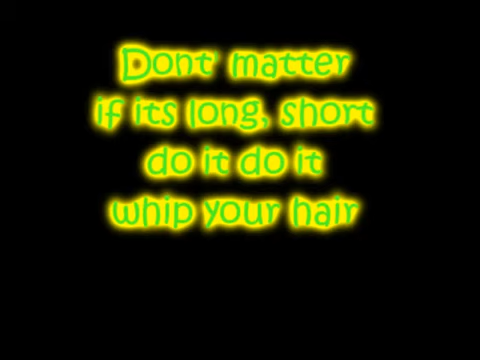 Dont' matter
if its long, short
do it do it
whip your hair